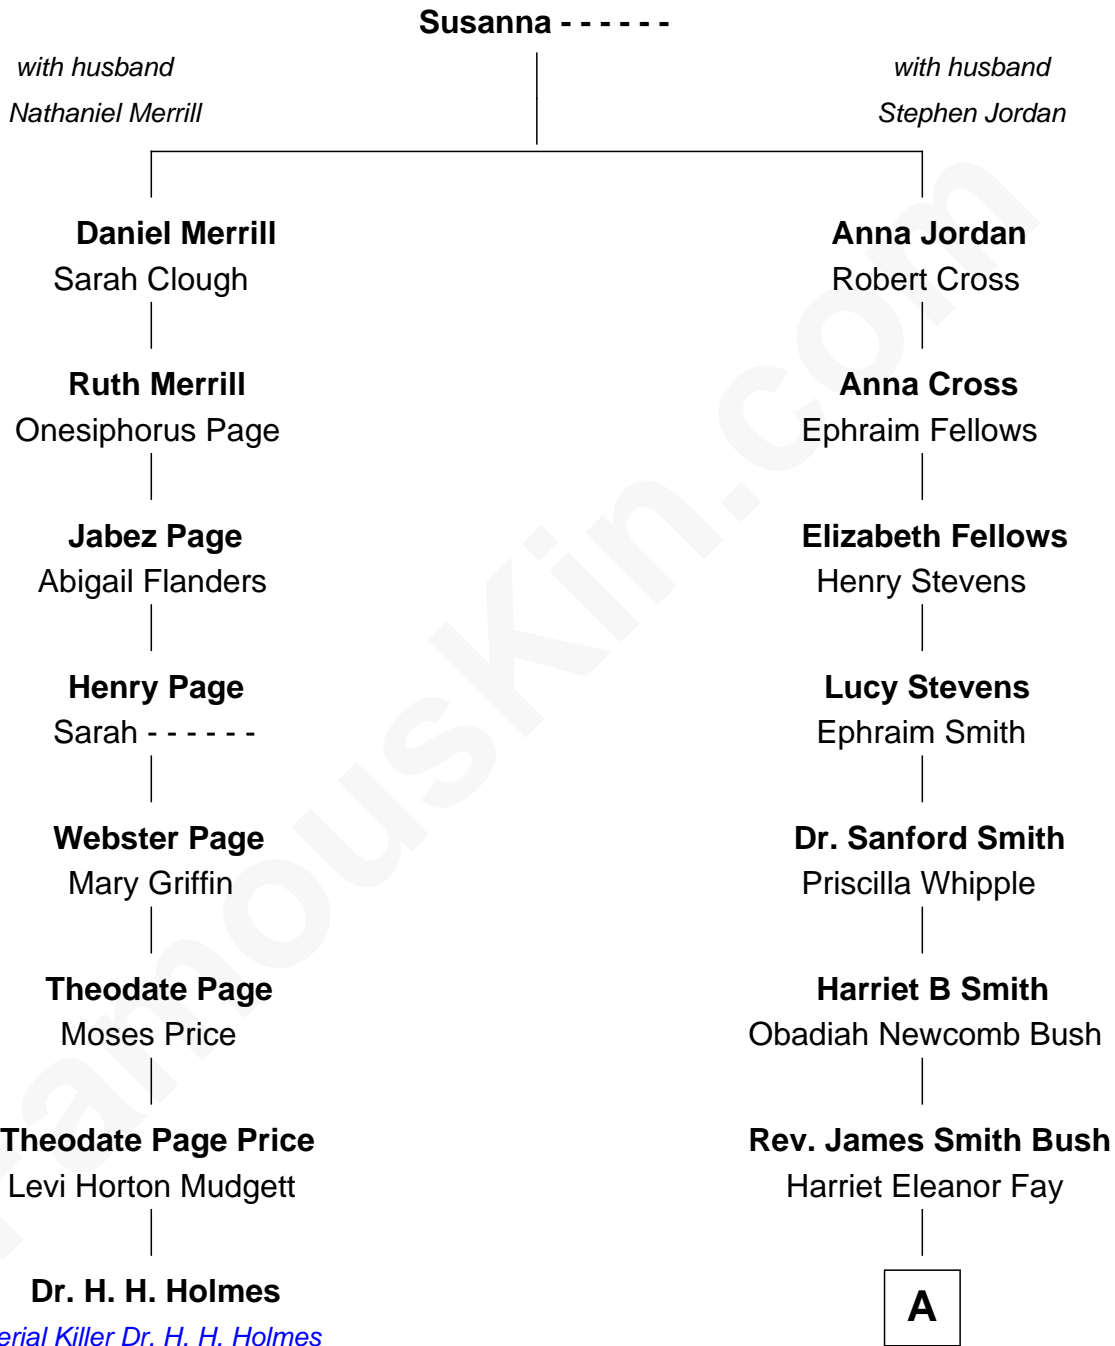 Susanna - - - - - -
with husband
Nathaniel Merrill
with husband
Stephen Jordan
Daniel Merrill
Sarah Clough
Anna Jordan
Robert Cross
Ruth Merrill
Onesiphorus Page
Anna Cross
Ephraim Fellows
Jabez Page
Abigail Flanders
Elizabeth Fellows
Henry Stevens
Henry Page
Sarah - - - - - -
Lucy Stevens
Ephraim Smith
Webster Page
Mary Griffin
Dr. Sanford Smith
Priscilla Whipple
Theodate Page
Moses Price
Harriet B Smith
Obadiah Newcomb Bush
Theodate Page Price
Levi Horton Mudgett
Rev. James Smith Bush
Harriet Eleanor Fay
Dr. H. H. Holmes
erial Killer Dr. H. H. Holmes
A
FamousKin.com